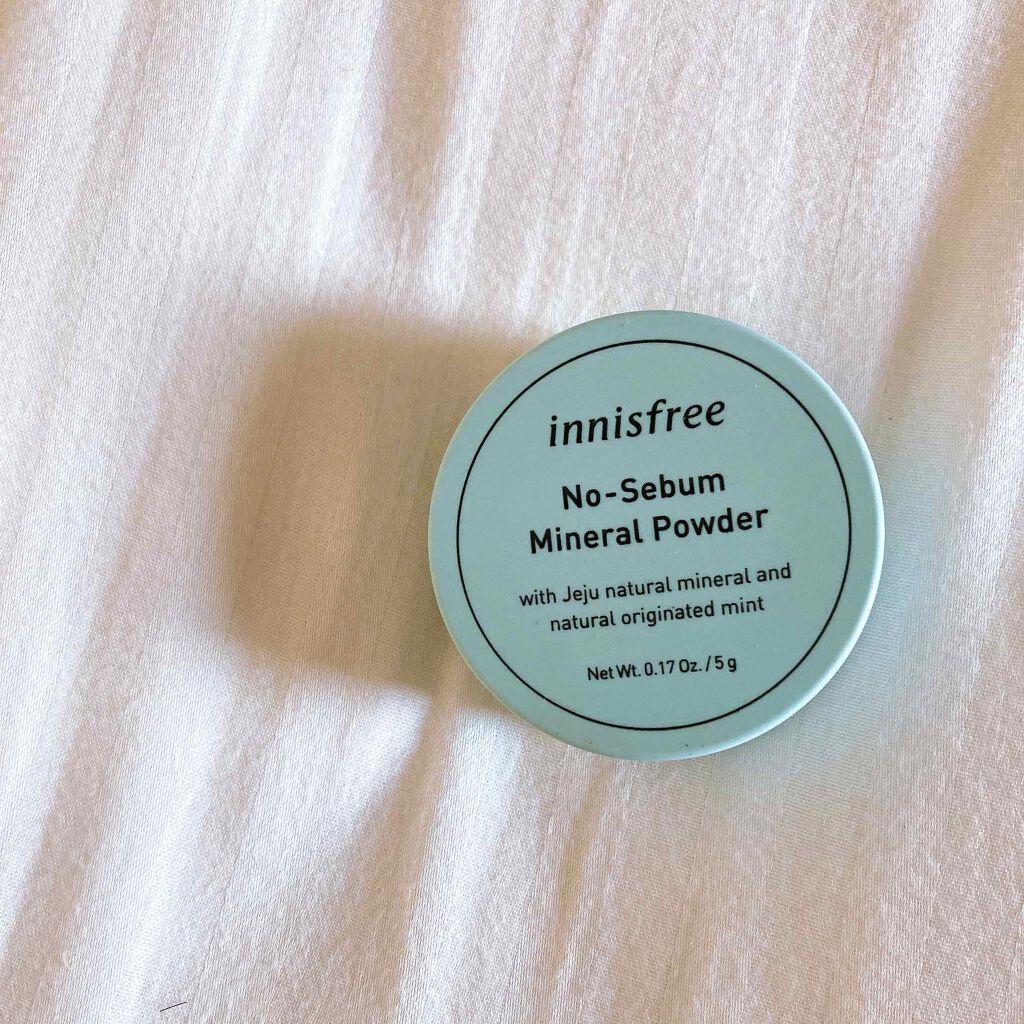 innisfree
No-Sebum
Mineral Powder
with Jeju natural mineral and
natural originated mint
Net Wt. 0.17 Oz. / 5 g